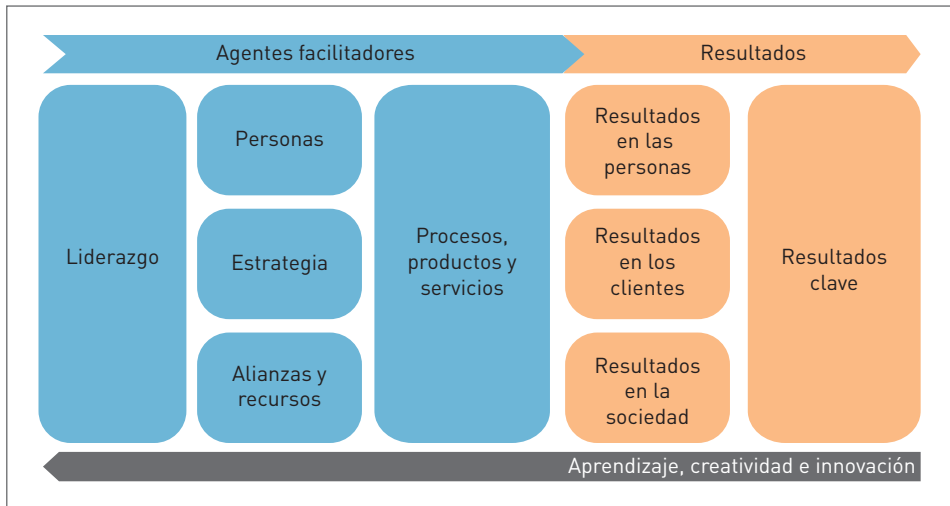 Agentes facilitadores
Resultados
Liderazgo
Personas
Estrategia
Alianzas y
recursos
Procesos,
productos y
servicios
Resultados
en las
personas
Resultados
en los
clientes
Resultados
en la
sociedad
Resultados
clave
Aprendizaje, creatividad e innovación